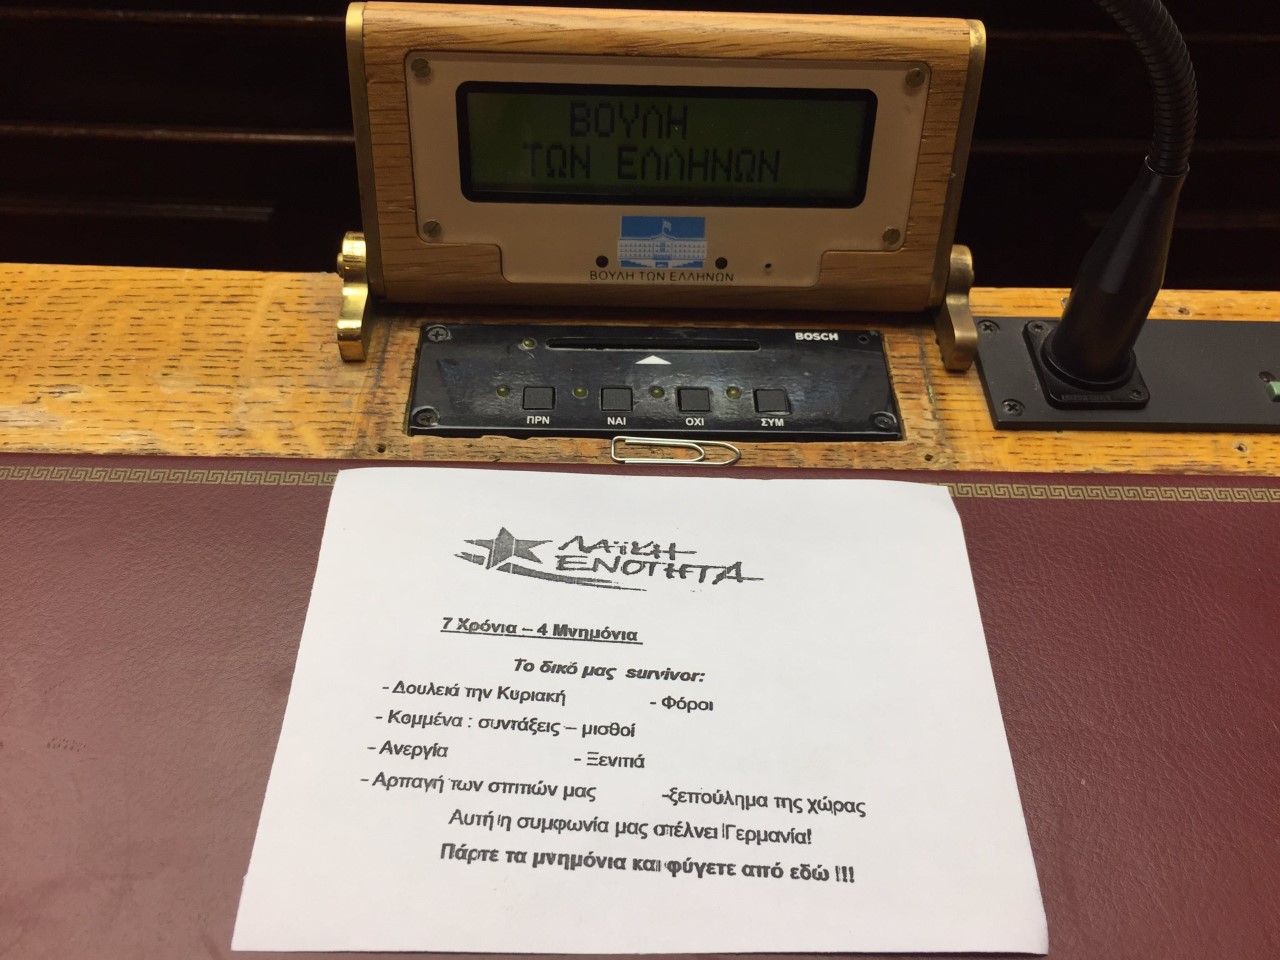 ΒΟΥΛΗ
ΤΩΝ ΕΛΛΗΝΩΝ
ΒΟΥΛΗ ΤΩΝ ΕΛΛΗΝΩΝ
BOSCH
ΠΡΝ ΝΑΙ ΟΧΙ ΣΥΜ
ΛΑΪΚΗ
ΕΝΟΤΗΤΑ
7 Χρόνια – 4 Μνημόνια
Το δικό μας survivor:
- Δουλειά την Κυριακή - Φόροι
- Κομμένα : συντάξεις – μισθοί
- Ανεργία - Ξενιτιά
- Αρπαγή των σπιτιών μας -ξεπούλημα της χώρας
Αυτή η συμφωνία μας στέλνει Γερμανία!
Πάρτε τα μνημόνια και φύγετε από εδώ !!!